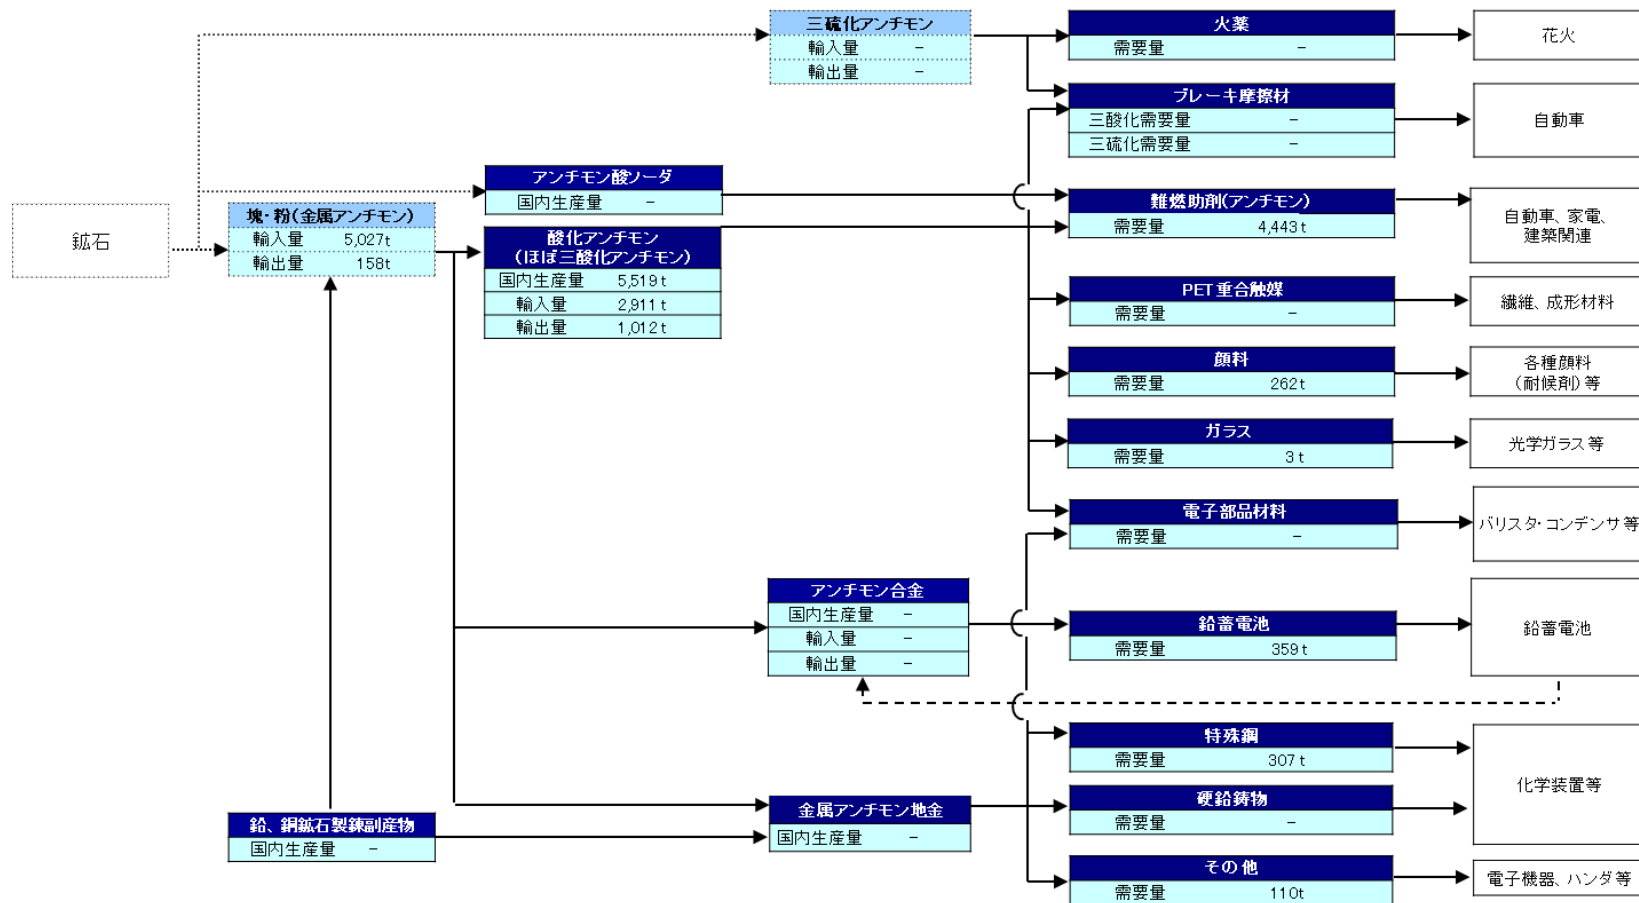 三硫化アンチモン
輸入量 －
輸出量 －
火薬
需要量 －
花火
ブレーキ摩擦材
三酸化需要量 －
三硫化需要量 －
自動車
アンチモン酸ソーダ
国内生産量 －
難燃助剤(アンチモン)
需要量 4,443t
自動車、家電、
建築関連
鉱石
塊・粉(金属アンチモン)
輸入量 5,027t
輸出量 158t
酸化アンチモン
(ほぼ三酸化アンチモン)
国内生産量 5,519t
輸入量 2,911t
輸出量 1,012t
PET重合触媒
需要量 －
繊維、成形材料
顔料
需要量 262t
各種顔料
(耐候剤)等
ガラス
需要量 3t
光学ガラス等
電子部品材料
需要量 －
バリスタ・コンデンサ等
アンチモン合金
国内生産量 －
輸入量 －
輸出量 －
鉛蓄電池
需要量 359t
鉛蓄電池
特殊鋼
需要量 307t
化学装置等
鉛、銅鉱石製錬副産物
国内生産量 －
金属アンチモン地金
国内生産量 －
硬鉛鋳物
需要量 －
その他
需要量 110t
電子機器、ハンダ等